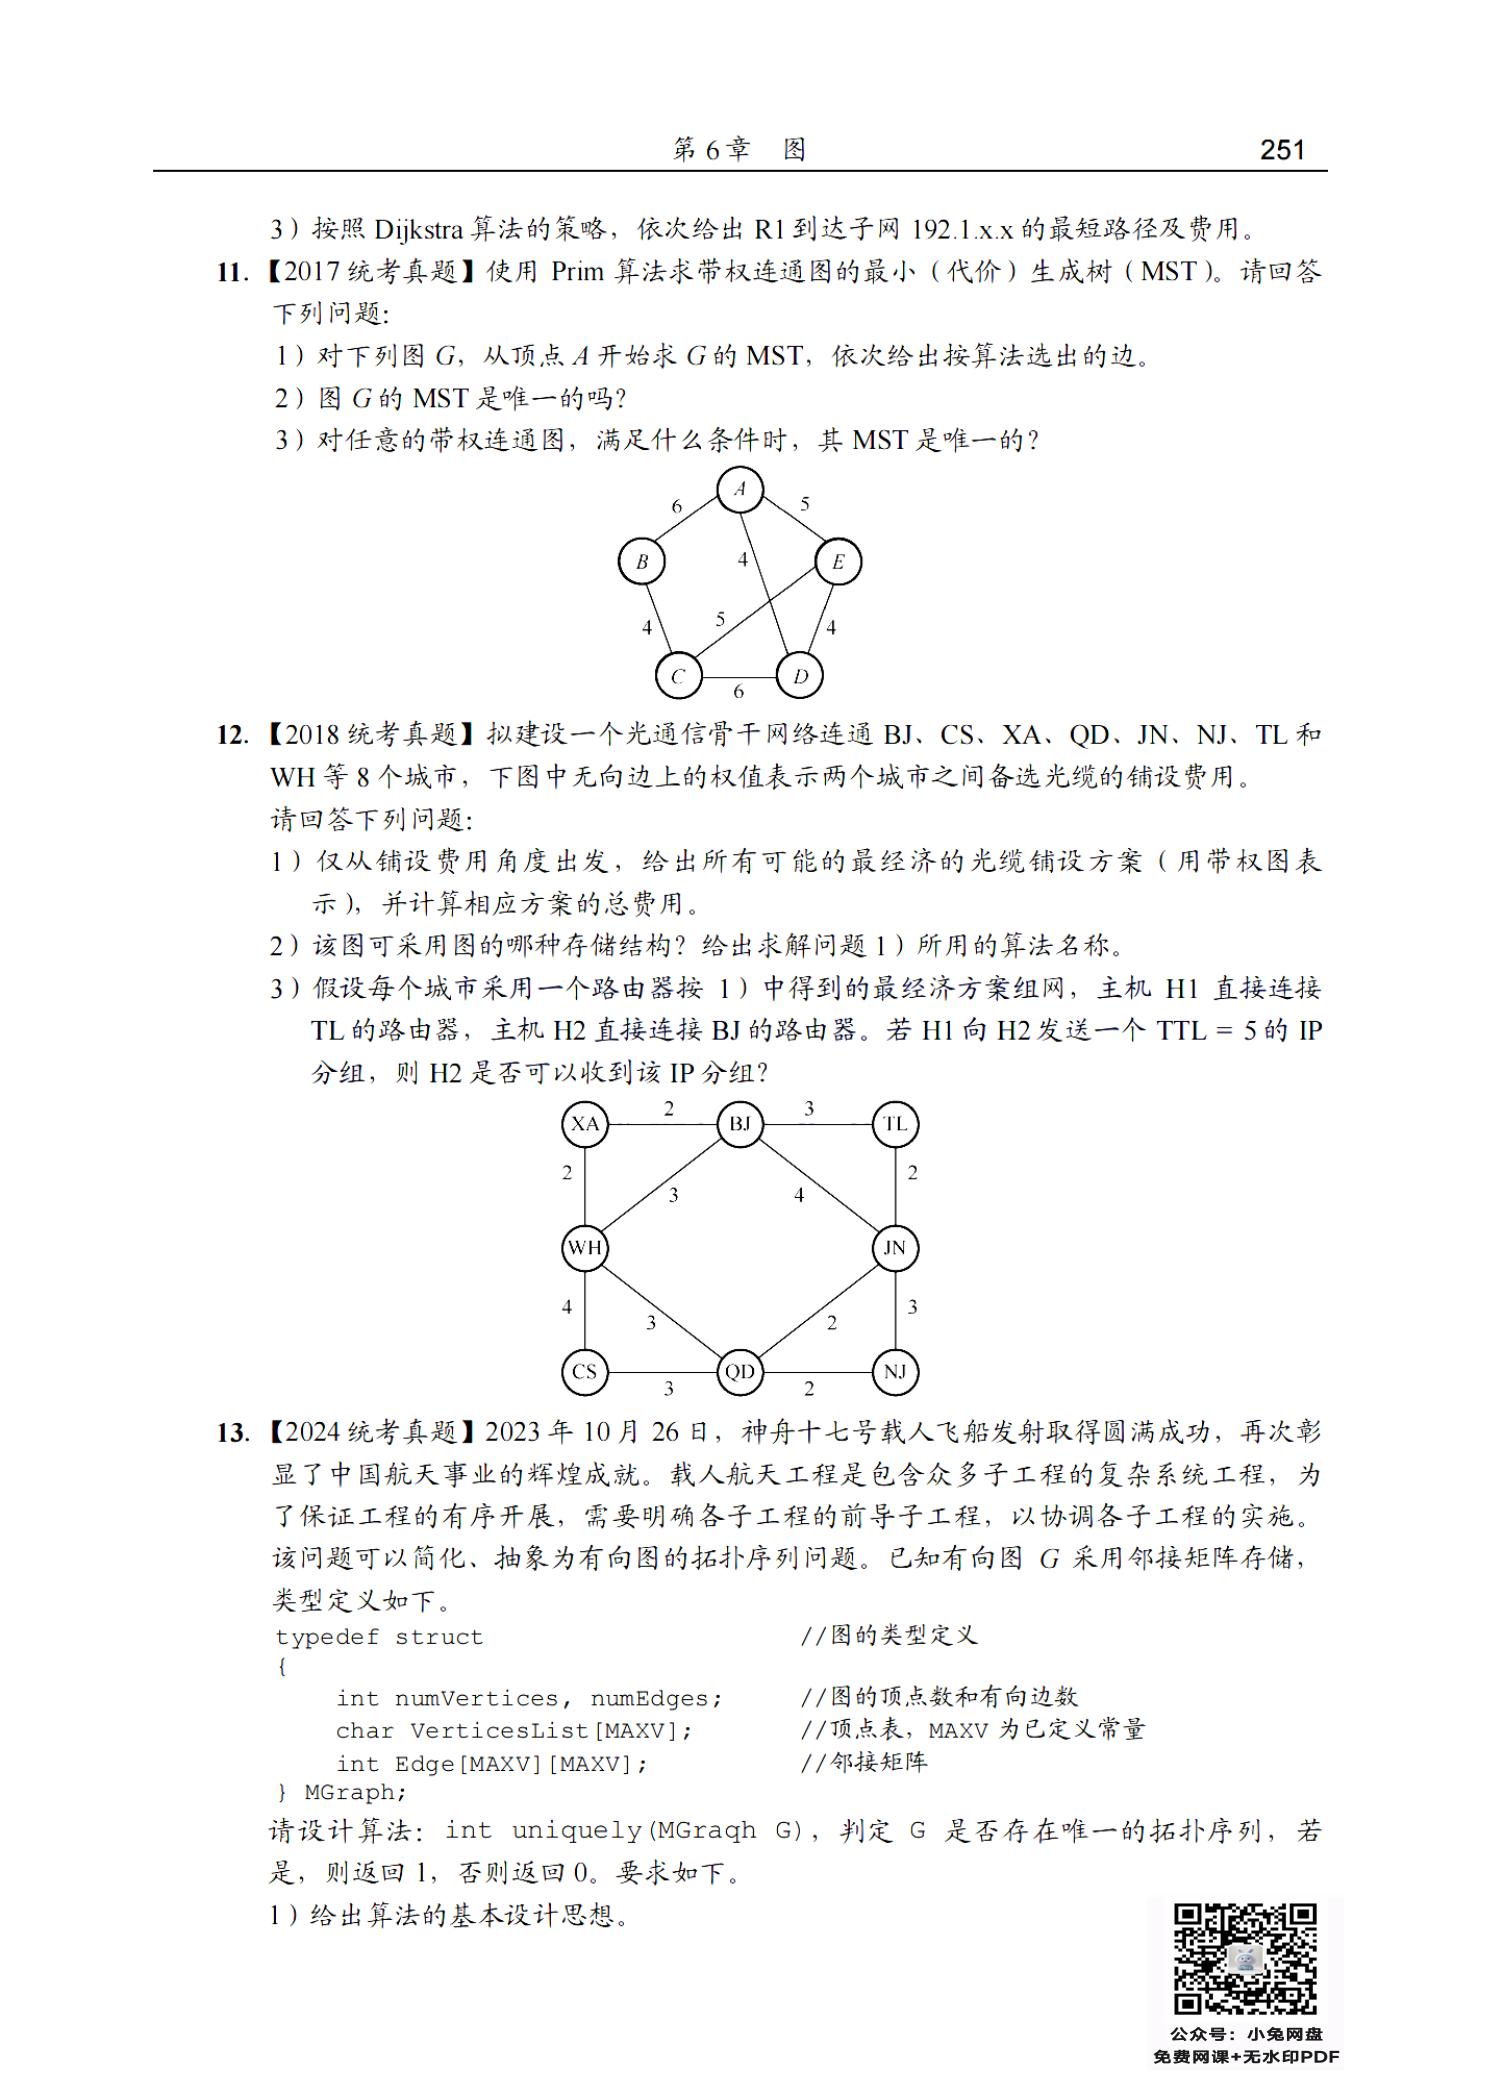 第6章 图 251
3）按照 Dijkstra 算法的策略，依次给出 R1 到达子网 192.1.x.x 的最短路径及费用。
11. 【2017 统考真题】使用 Prim 算法求带权连通图的最小（代价）生成树（MST）。请回答
下列问题：
1）对下列图 G，从顶点 A 开始求 G 的 MST，依次给出按算法选出的边。
2）图 G 的 MST 是唯一的吗？
3）对任意的带权连通图，满足什么条件时，其 MST 是唯一的？
A
6 5
B 4 E
4 5 4
C D
6
12. 【2018 统考真题】拟建设一个光通信骨干网络连通 BJ、CS、XA、QD、JN、NJ、TL 和
WH 等 8 个城市，下图中无向边上的权值表示两个城市之间备选光缆的铺设费用。
请回答下列问题：
1）仅从铺设费用角度出发，给出所有可能的最经济的光缆铺设方案（用带权图表
示），并计算相应方案的总费用。
2）该图可采用图的哪种存储结构？给出求解问题 1）所用的算法名称。
3）假设每个城市采用一个路由器按 1）中得到的最经济方案组网，主机 H1 直接连接
TL 的路由器，主机 H2 直接连接 BJ 的路由器。若 H1 向 H2 发送一个 TTL = 5 的 IP
分组，则 H2 是否可以收到该 IP 分组？
XA 2 BJ 3 TL
2 3 4 2
WH JN
4 3 2 3
CS 3 QD 2 NJ
13. 【2024 统考真题】2023 年 10 月 26 日，神舟十七号载人飞船发射取得圆满成功，再次彰
显了中国航天事业的辉煌成就。载人航天工程是包含众多子工程的复杂系统工程，为
了保证工程的有序开展，需要明确各子工程的前导子工程，以协调各子工程的实施。
该问题可以简化、抽象为有向图的拓扑序列问题。已知有向图 G 采用邻接矩阵存储，
类型定义如下。
typedef struct //图的类型定义
{
int numVertices, numEdges; //图的顶点数和有向边数
char VerticesList[MAXV]; //顶点表，MAXV 为已定义常量
int Edge[MAXV][MAXV]; //邻接矩阵
} MGraph;
请设计算法：int uniquely(MGraqh G)，判定 G 是否存在唯一的拓扑序列，若
是，则返回 1，否则返回 0。要求如下。
1）给出算法的基本设计思想。
公众号：小兔网盘
免费网课+无水印PDF